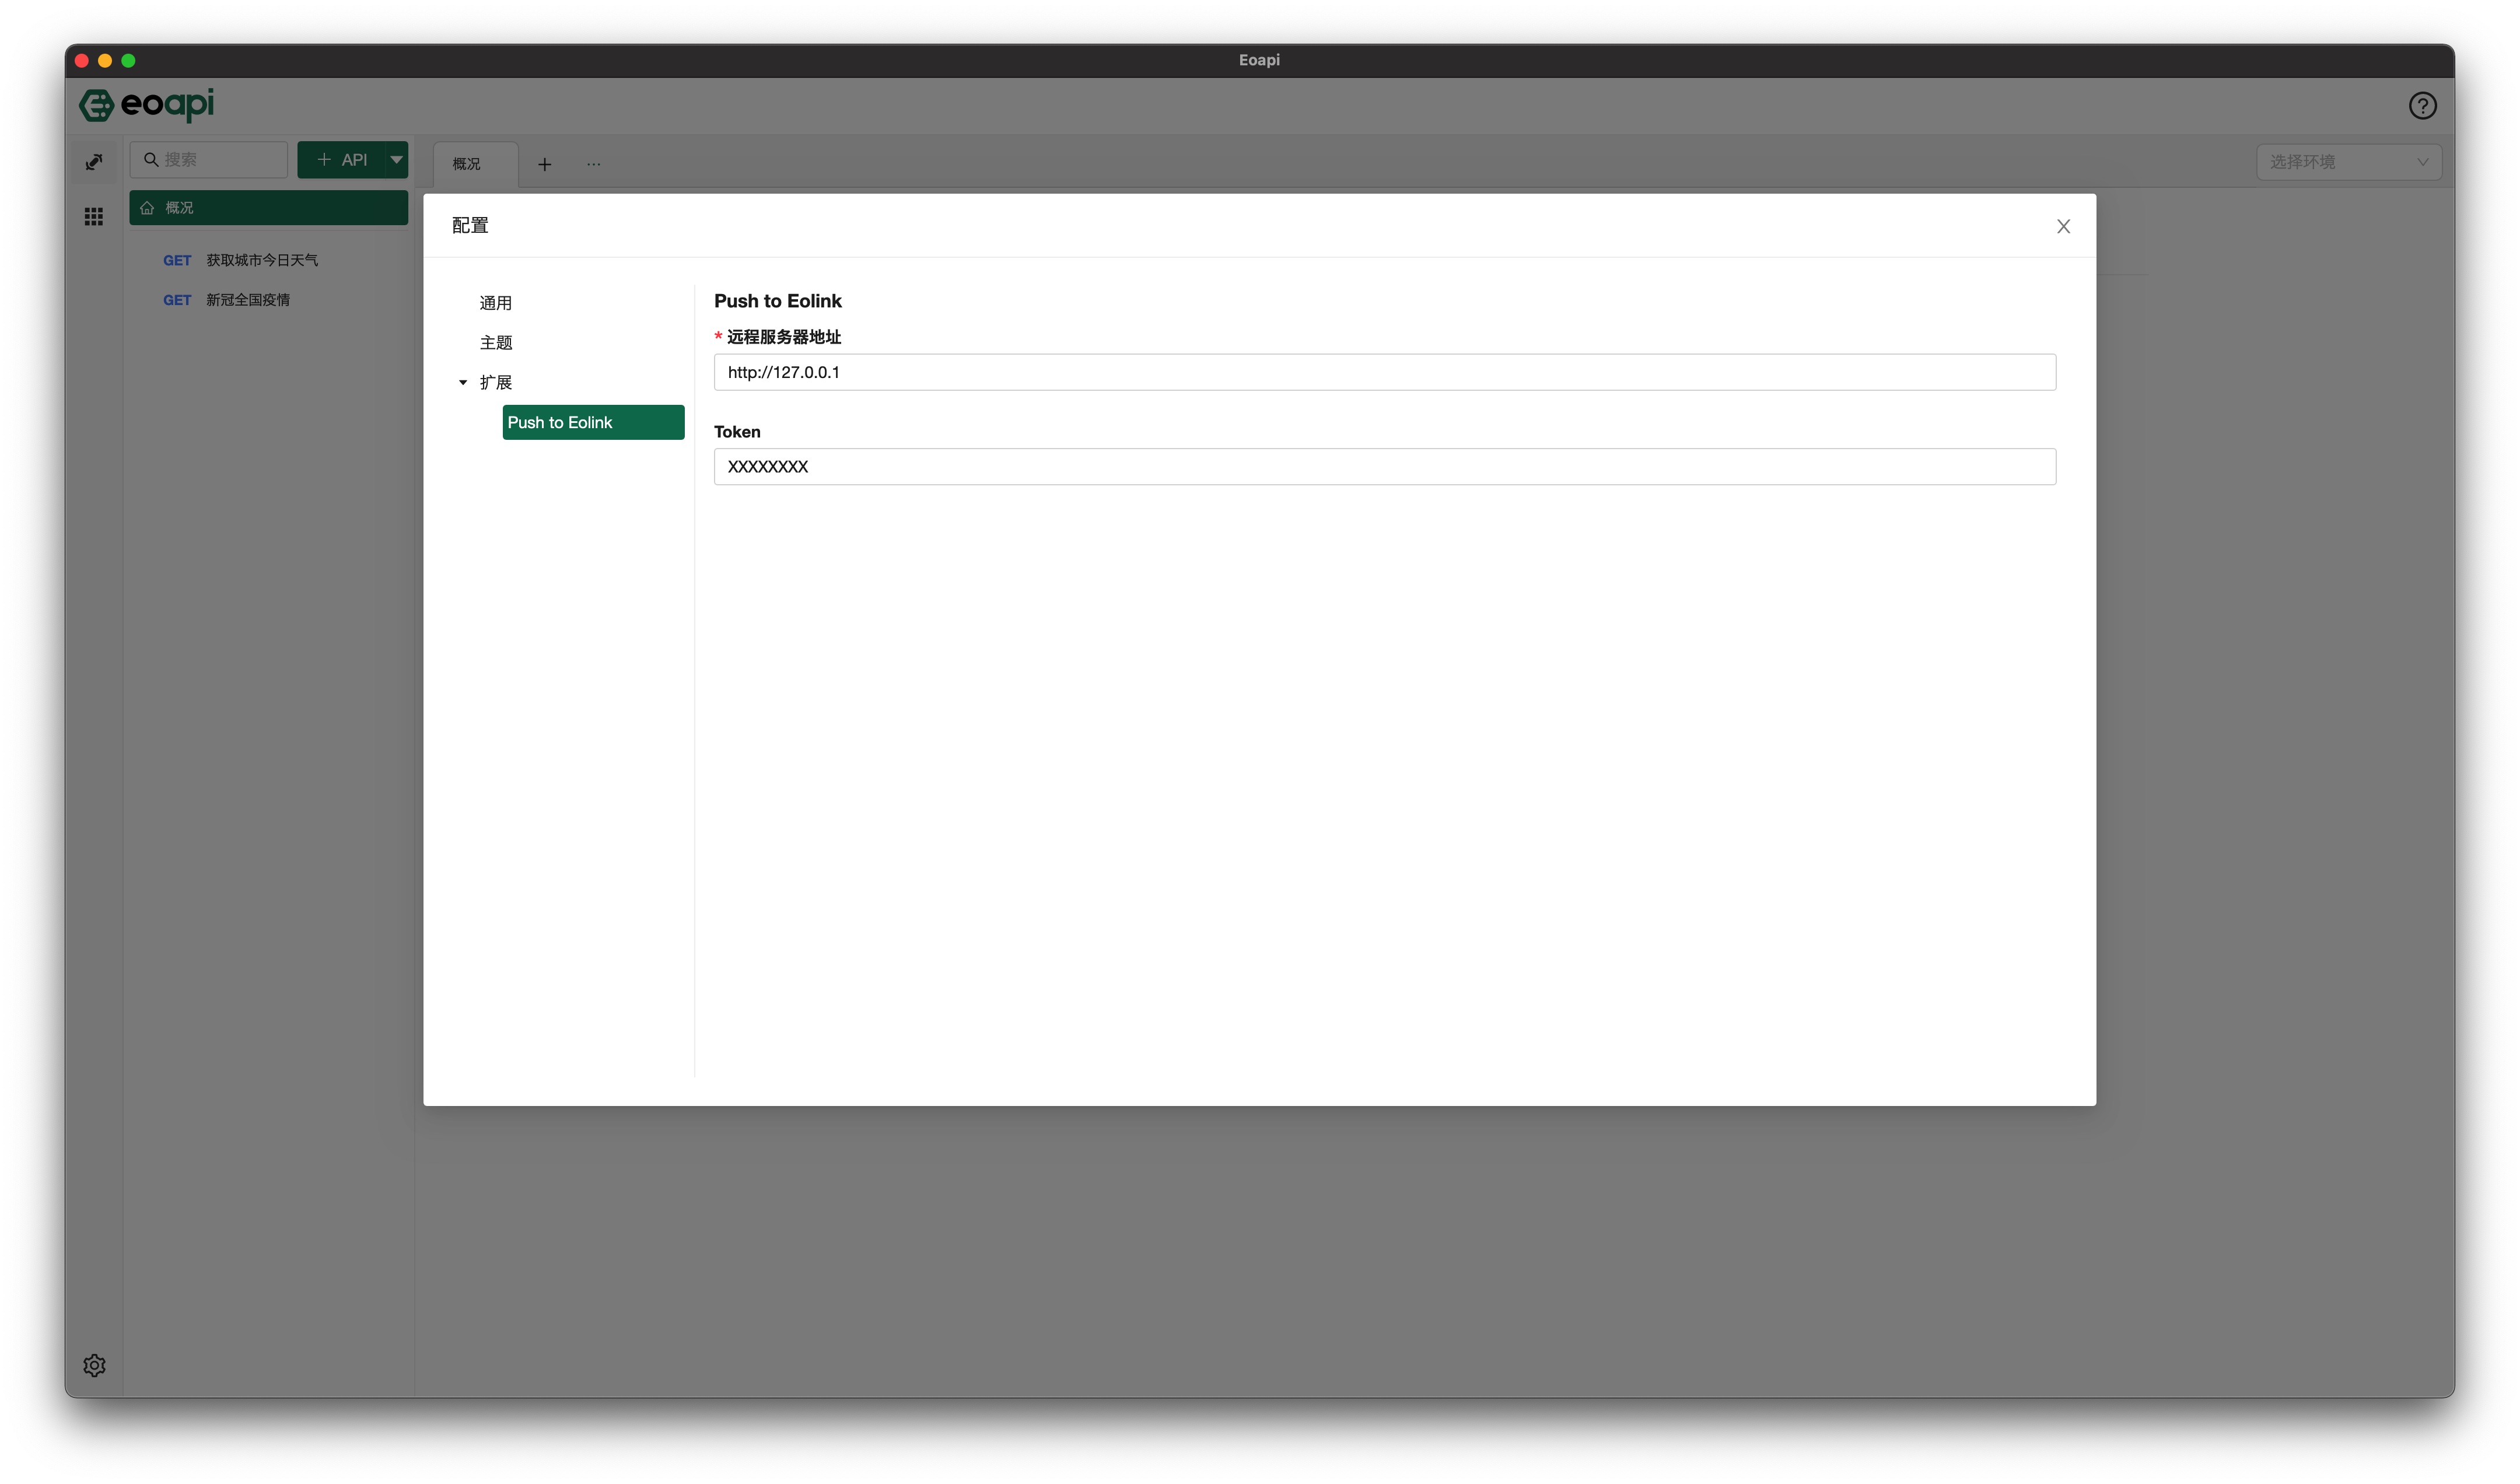 Eoapi
eoapi
搜索
API
概况
选择环境
概况
GET 获取城市今日天气
GET 新冠全国疫情
配置
通用
主题
扩展
Push to Eolink
Push to Eolink
* 远程服务器地址
http://127.0.0.1
Token
XXXXXXXX